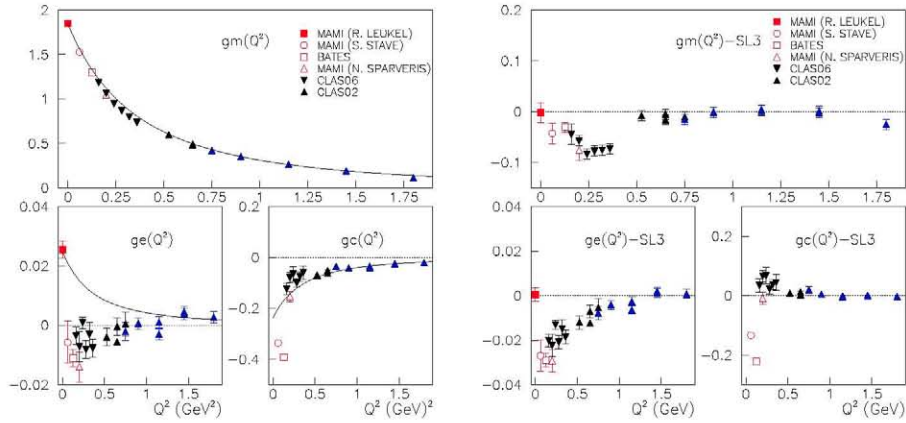 2
1.5
1
0.5
0
gm(Q²)
MAMI (R. LEUKEL)
MAMI (S. STAVE)
BATES
MAMI (N. SPARVERIS)
CLAS06
CLAS02
0 0.25 0.5 0.75 1 1.25 1.5 1.75
0.04
0.02
0
−0.02
ge(Q²)
0 0.5 1 1.5 2
Q² (GeV²)
0.2
0
−0.2
−0.4
gc(Q²)
0 0.5 1 1.5 2
Q² (GeV)²
0.2
0.1
0
−0.1
gm(Q²)−SL3
MAMI (R. LEUKEL)
MAMI (S. STAVE)
BATES
MAMI (N. SPARVERIS)
CLAS06
CLAS02
0 0.25 0.5 0.75 1 1.25 1.5 1.75
0.04
0.02
0
−0.02
−0.04
ge(Q²)−SL3
0 0.5 1 1.5
Q² (GeV²)
0.2
0
−0.2
gc(Q²)−SL3
0 0.5 1 1.5
Q² (GeV)²